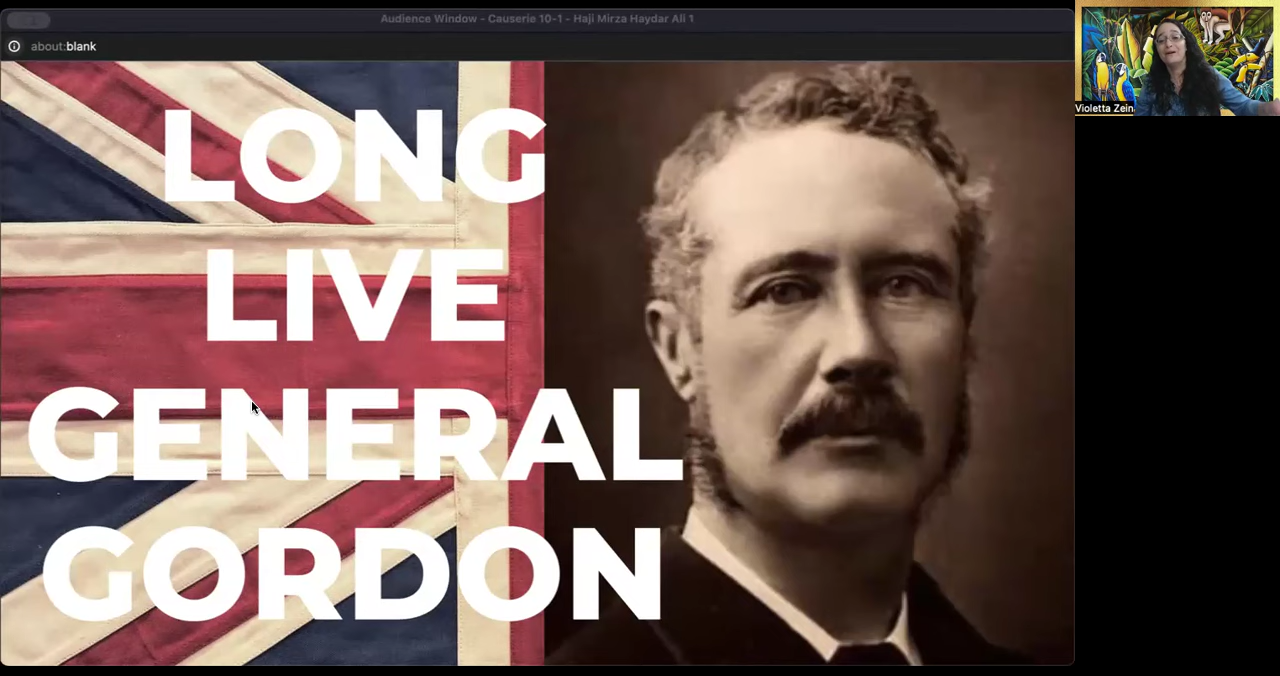 Audience Window - Causerie 10-1 - Haji Mirza Haydar Ali 1
about:blank
LONG
LIVE
GENERAL
GORDON
Violetta Zein